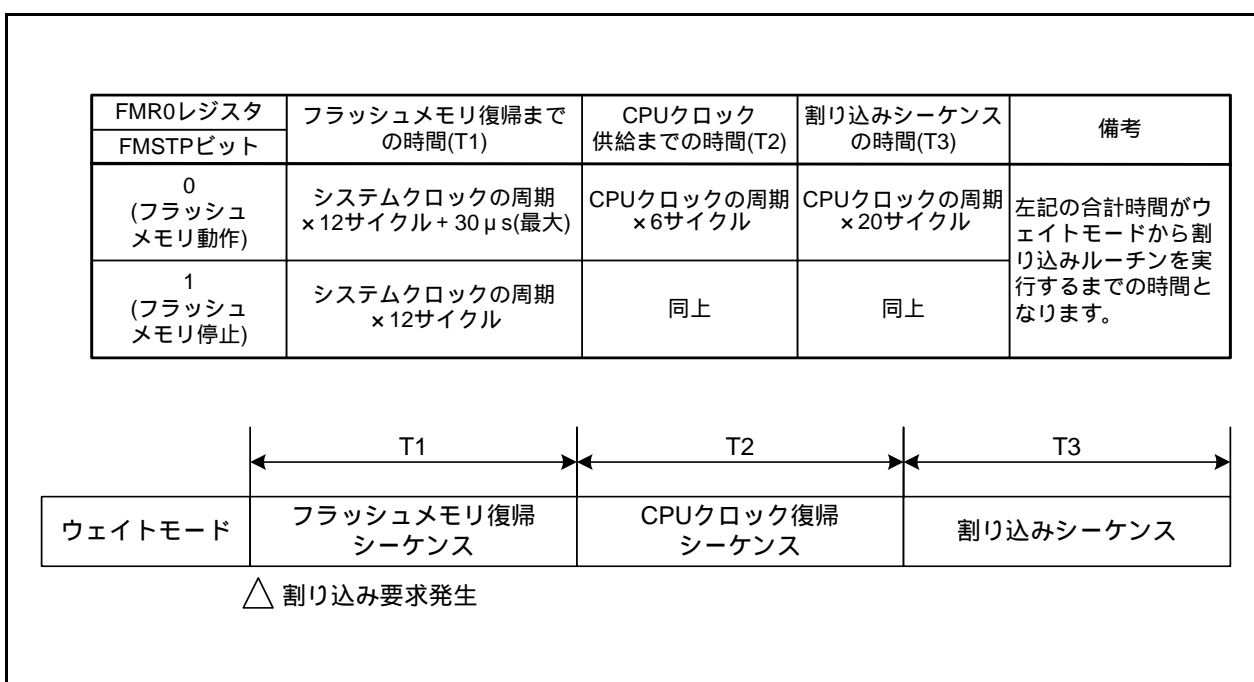 FMR0レジスタ
FMSTPビット
フラッシュメモリ復帰まで
の時間(T1)
CPUクロック
供給までの時間(T2)
割り込みシーケンス
の時間(T3)
備考
0
(フラッシュ
メモリ動作)
システムクロックの周期
×12サイクル + 30μs(最大)
CPUクロックの周期
×6サイクル
CPUクロックの周期
×20サイクル
左記の合計時間がウ
ェイトモードから割
り込みルーチンを実
行するまでの時間と
なります。
1
(フラッシュ
メモリ停止)
システムクロックの周期
×12サイクル
同上
同上
T1
T2
T3
ウェイトモード
フラッシュメモリ復帰
シーケンス
CPUクロック復帰
シーケンス
割り込みシーケンス
△ 割り込み要求発生